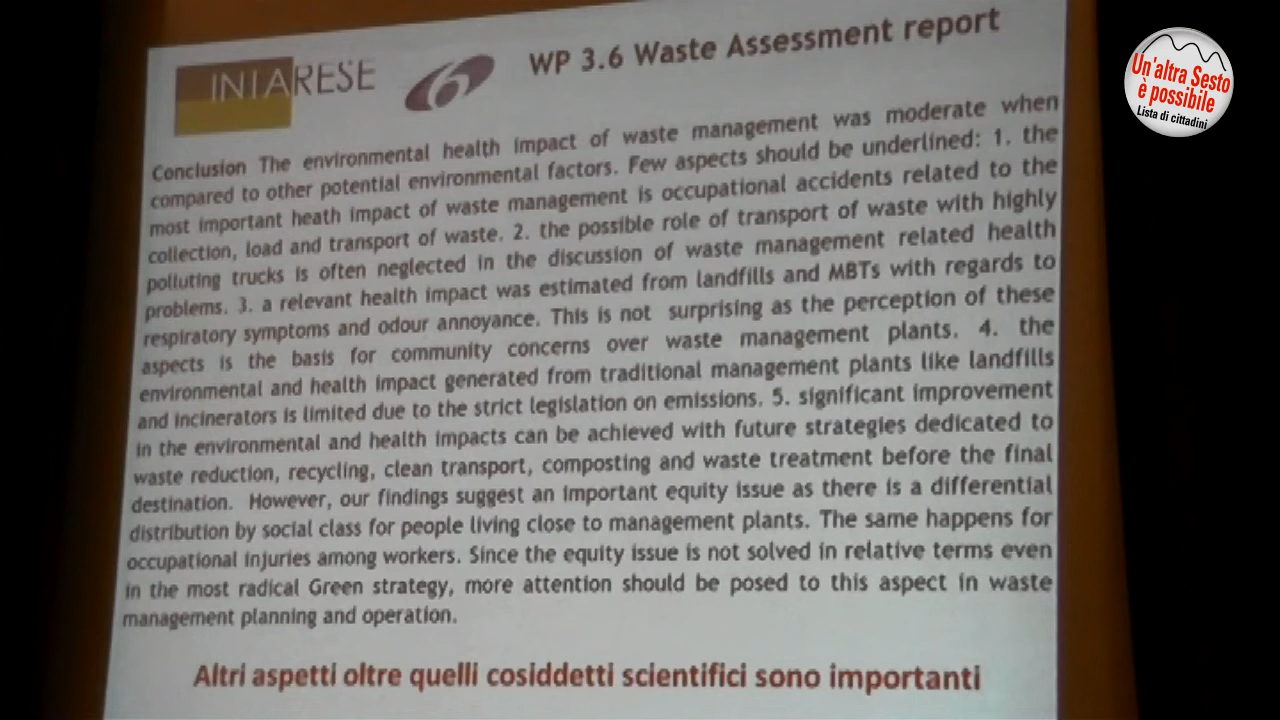 INTARESE
6
WP 3.6 Waste Assessment report
Un'altra Sesto
è possibile
Lista di cittadini
Conclusion The environmental health impact of waste management was moderate when
compared to other potential environmental factors. Few aspects should be underlined: 1. the
most important heath impact of waste management is occupational accidents related to the
collection, load and transport of waste. 2. the possible role of transport of waste with highly
polluting trucks is often neglected in the discussion of waste management related health
problems. 3. a relevant health impact was estimated from landfills and MBTs with regards to
respiratory symptoms and odour annoyance. This is not surprising as the perception of these
aspects is the basis for community concerns over waste management plants. 4. the
environmental and health impact generated from traditional management plants like landfills
and incinerators is limited due to the strict legislation on emissions. 5. significant improvement
in the environmental and health impacts can be achieved with future strategies dedicated to
waste reduction, recycling, clean transport, composting and waste treatment before the final
destination. However, our findings suggest an important equity issue as there is a differential
distribution by social class for people living close to management plants. The same happens for
occupational injuries among workers. Since the equity issue is not solved in relative terms even
in the most radical Green strategy, more attention should be posed to this aspect in waste
management planning and operation.
Altri aspetti oltre quelli cosiddetti scientifici sono importanti